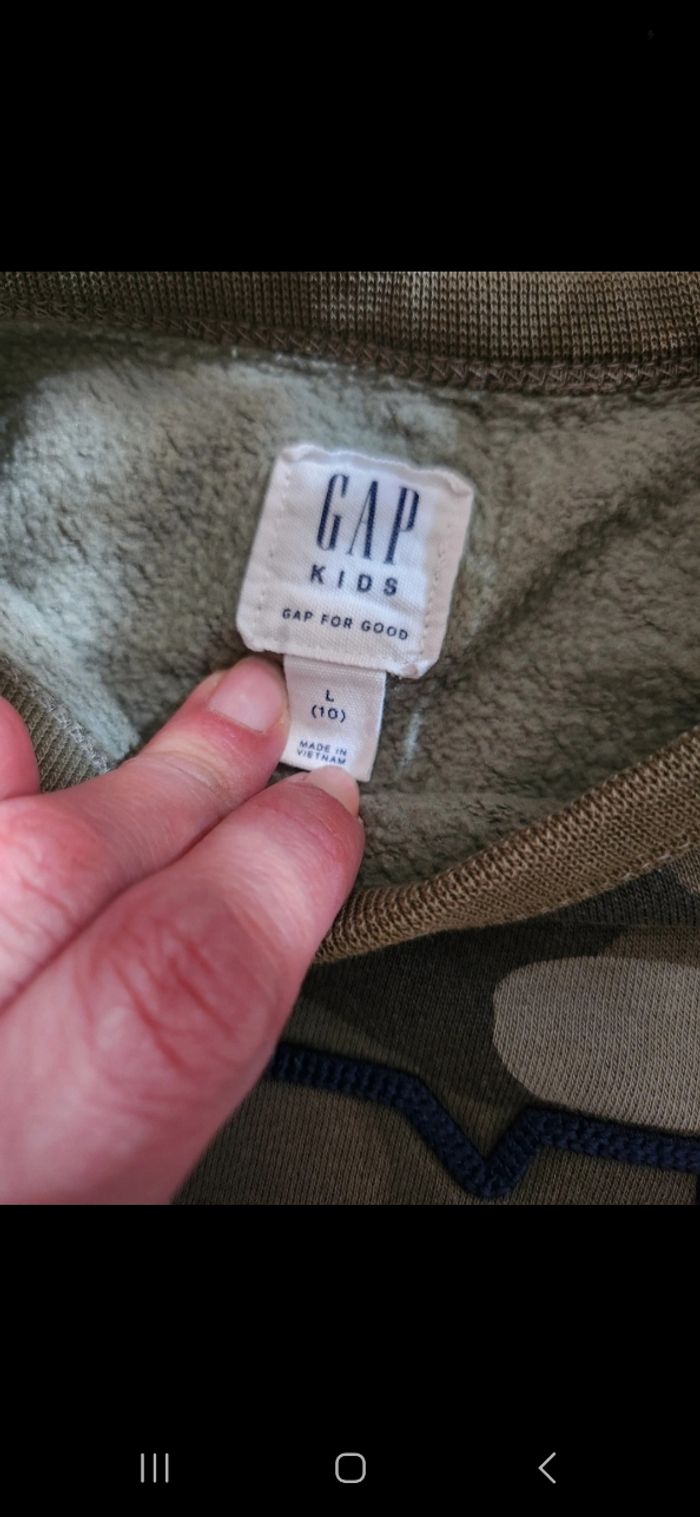 GAP
KIDS
GAP FOR GOOD
L
(10)
MADE IN
VIETNAM